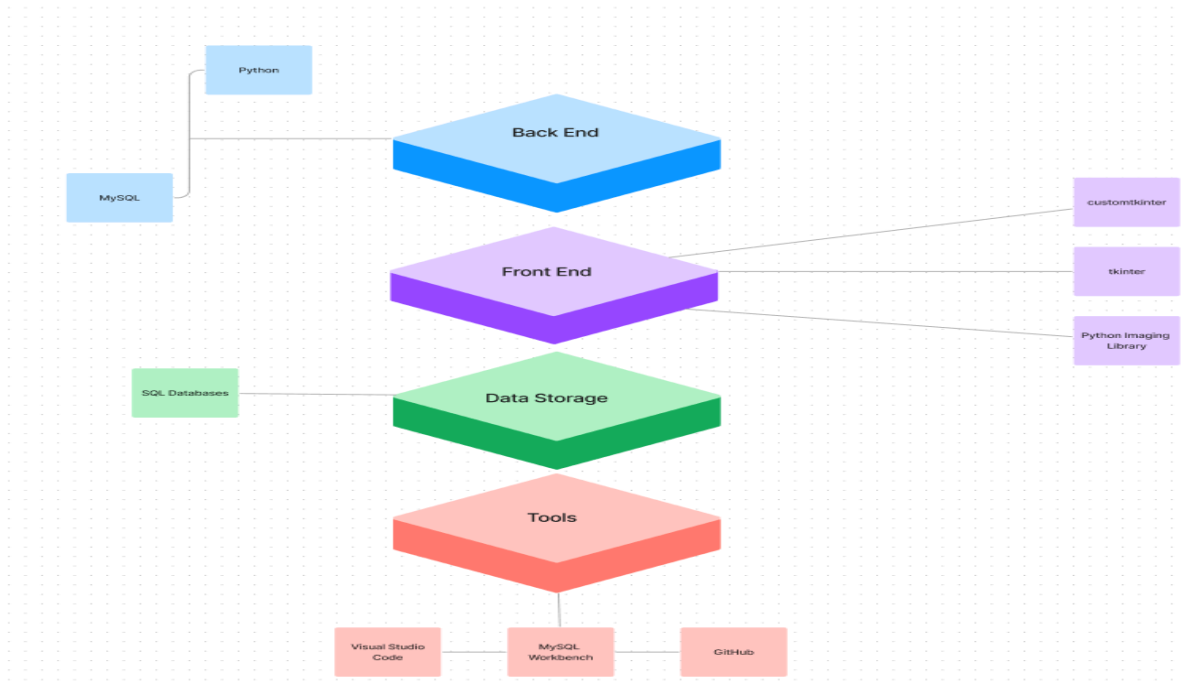 Python
Back End
MySQL
customtkinter
Front End
tkinter
Python Imaging
Library
SQL Databases
Data Storage
Tools
Visual Studio
Code
MySQL
Workbench
GitHub